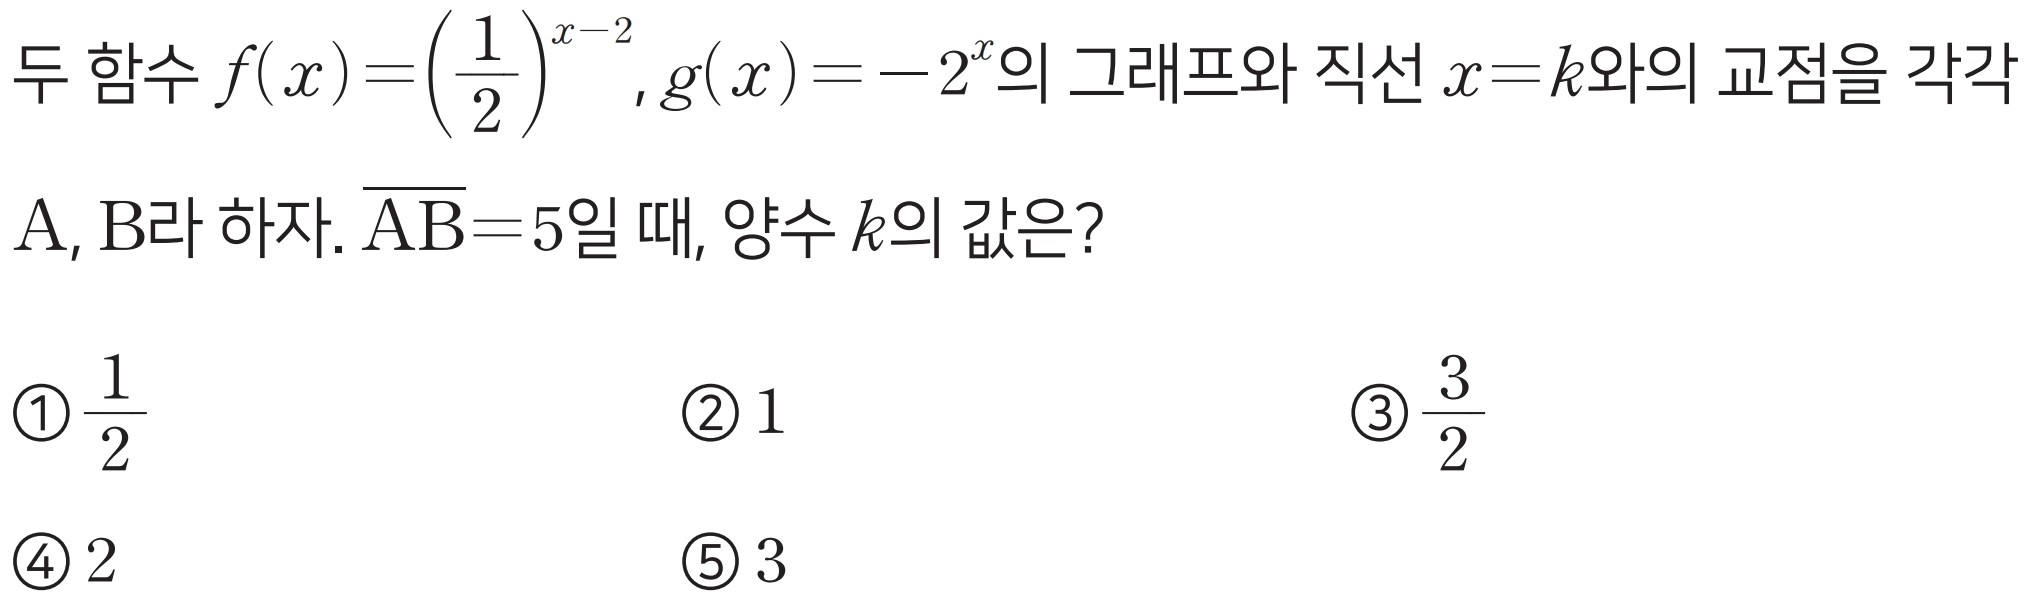 두 함수 $f(x)=\left(\frac{1}{2}\right)^{x-2}$, $g(x)=-2^x$의 그래프와 직선 $x=k$와의 교점을 각각
A, B라 하자. $\overline{\mathrm{AB}}=5$일 때, 양수 $k$의 값은?
① $\frac{1}{2}$ ② 1 ③ $\frac{3}{2}$
④ 2 ⑤ 3